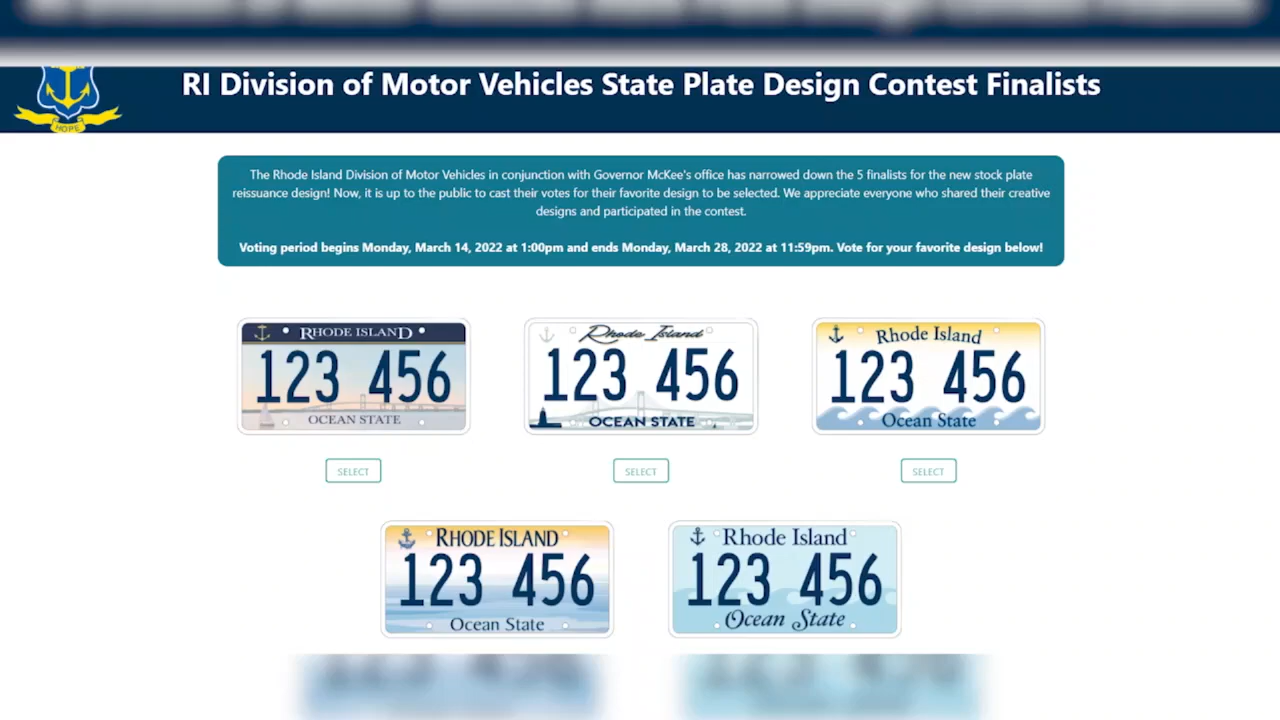 RI Division of Motor Vehicles State Plate Design Contest Finalists
HOPE
The Rhode Island Division of Motor Vehicles in conjunction with Governor McKee's office has narrowed down the 5 finalists for the new stock plate
reissuance design! Now, it is up to the public to cast their votes for their favorite design to be selected. We appreciate everyone who shared their creative
designs and participated in the contest.
Voting period begins Monday, March 14, 2022 at 1:00pm and ends Monday, March 28, 2022 at 11:59pm. Vote for your favorite design below!
RHODE ISLAND
123 456
OCEAN STATE
Rhode Island
123 456
OCEAN STATE
Rhode Island
123 456
Ocean State
SELECT
SELECT
SELECT
RHODE ISLAND
123 456
Ocean State
Rhode Island
123 456
Ocean State